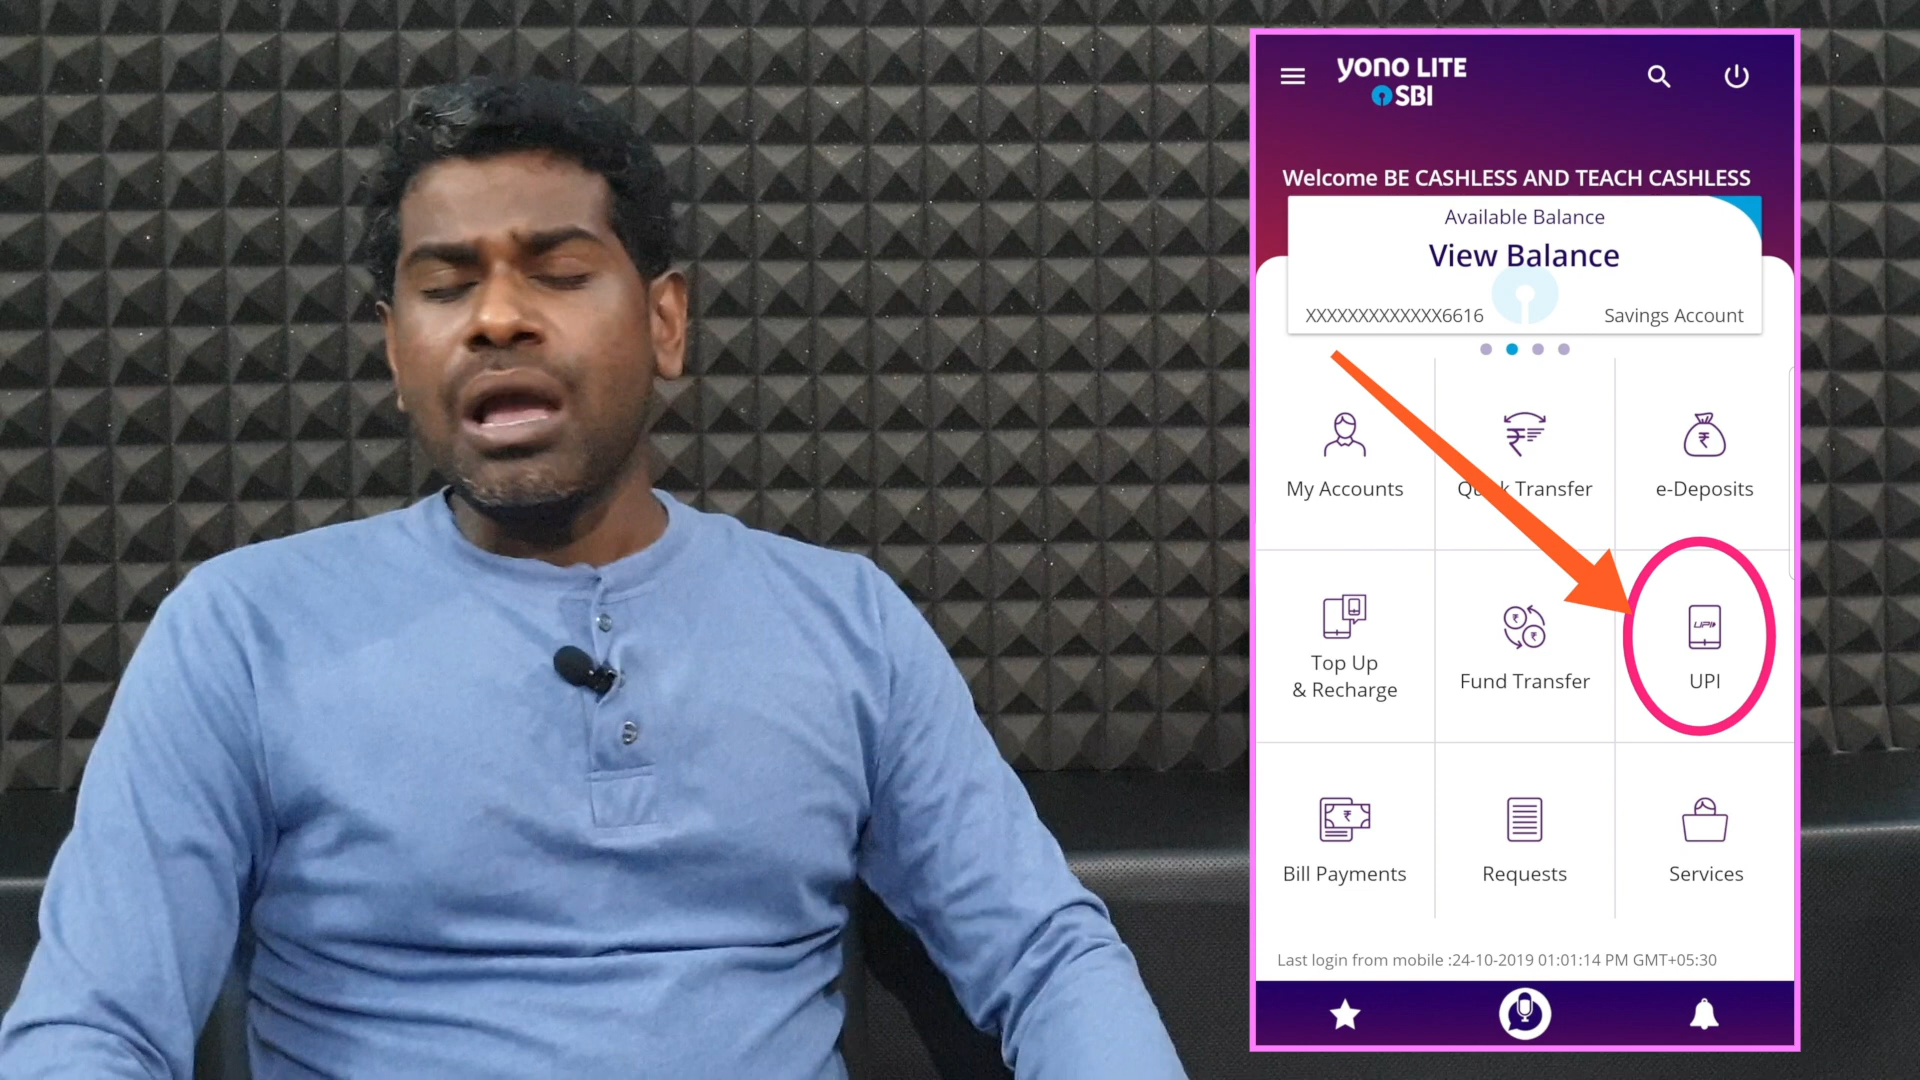 yono LITE
SBI
Welcome BE CASHLESS AND TEACH CASHLESS
Available Balance
View Balance
XXXXXXXXXXXXX6616 Savings Account
My Accounts
Transfer
e-Deposits
UPI
Top Up
& Recharge
Fund Transfer
UPI
Bill Payments
Requests
Services
Last login from mobile :24-10-2019 01:01:14 PM GMT+05:30